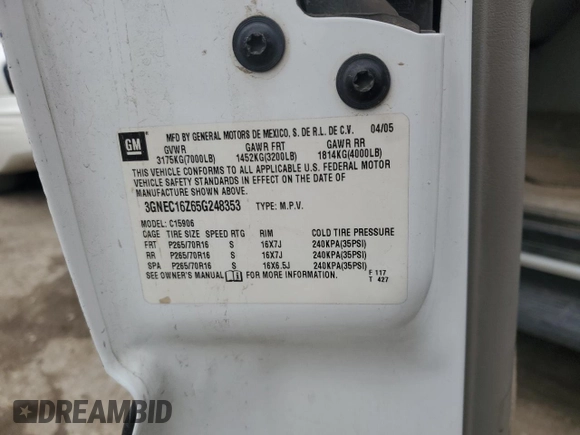 GM
MFD BY GENERAL MOTORS DE MEXICO, S. DE R.L. DE C.V. 04/05
GVWR GAWR FRT GAWR RR
3175KG(7000LB) 1452KG(3200LB) 1814KG(4000LB)
THIS VEHICLE CONFORMS TO ALL APPLICABLE U.S. FEDERAL MOTOR
VEHICLE SAFETY STANDARDS IN EFFECT ON THE DATE OF
MANUFACTURE SHOWN ABOVE.
3GNEC16Z65G248353 TYPE: M.P.V.
MODEL: C15906
CAGE TIRE SIZE SPEED RTG RIM COLD TIRE PRESSURE
FRT P265/70R16 S 16X7J 240KPA(35PSI)
RR P265/70R16 S 16X7J 240KPA(35PSI)
SPA P265/70R16 S 16X6.5J 240KPA(35PSI)
SEE OWNER'S MANUAL FOR MORE INFORMATION. F 117
T 427
DREAMBID